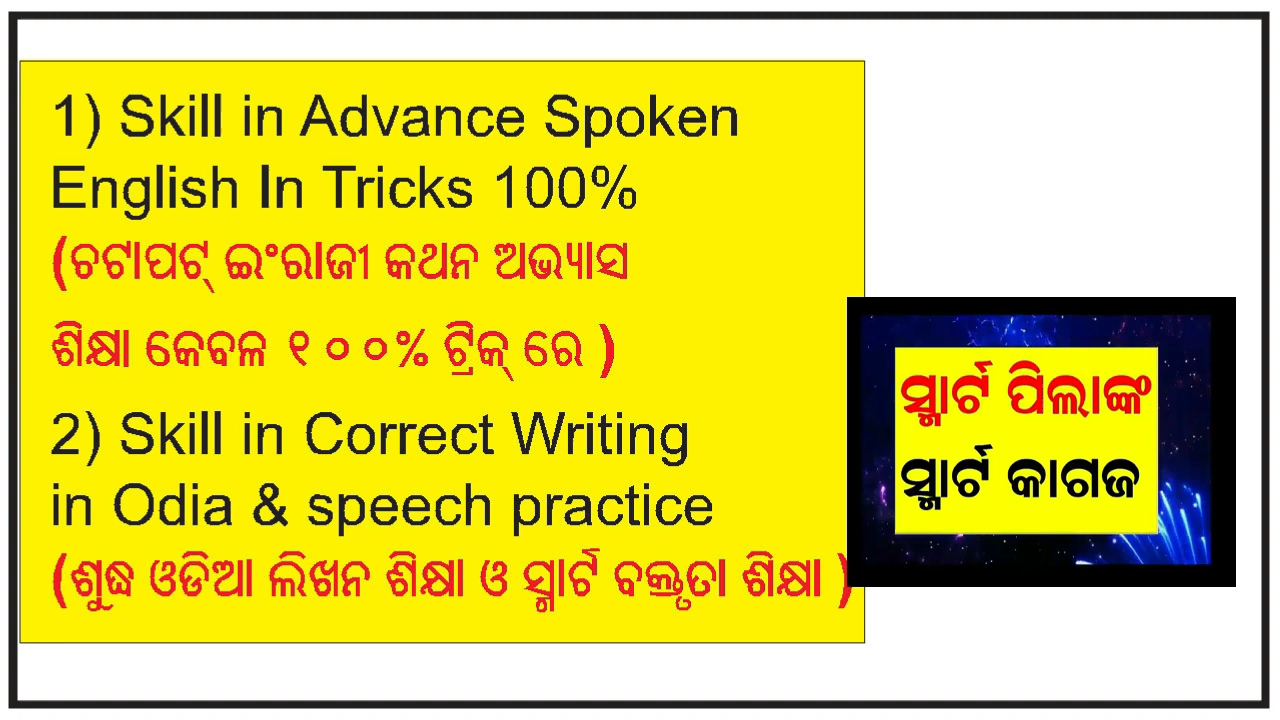 1) Skill in Advance Spoken
English In Tricks 100%
(ଚଟାପଟ୍ ଇଂରାଜୀ କଥନ ଅଭ୍ୟାସ
ଶିକ୍ଷା କେବଳ ୧୦୦% ଟ୍ରିକ୍ ରେ )
2) Skill in Correct Writing
in Odia & speech practice
(ଶୁଦ୍ଧ ଓଡିଆ ଲିଖନ ଶିକ୍ଷା ଓ ସ୍ମାର୍ଟ ବକ୍ତୃତା ଶିକ୍ଷା )
ସ୍ମାର୍ଟ ପିଲାଙ୍କ
ସ୍ମାର୍ଟ କାଗଜ